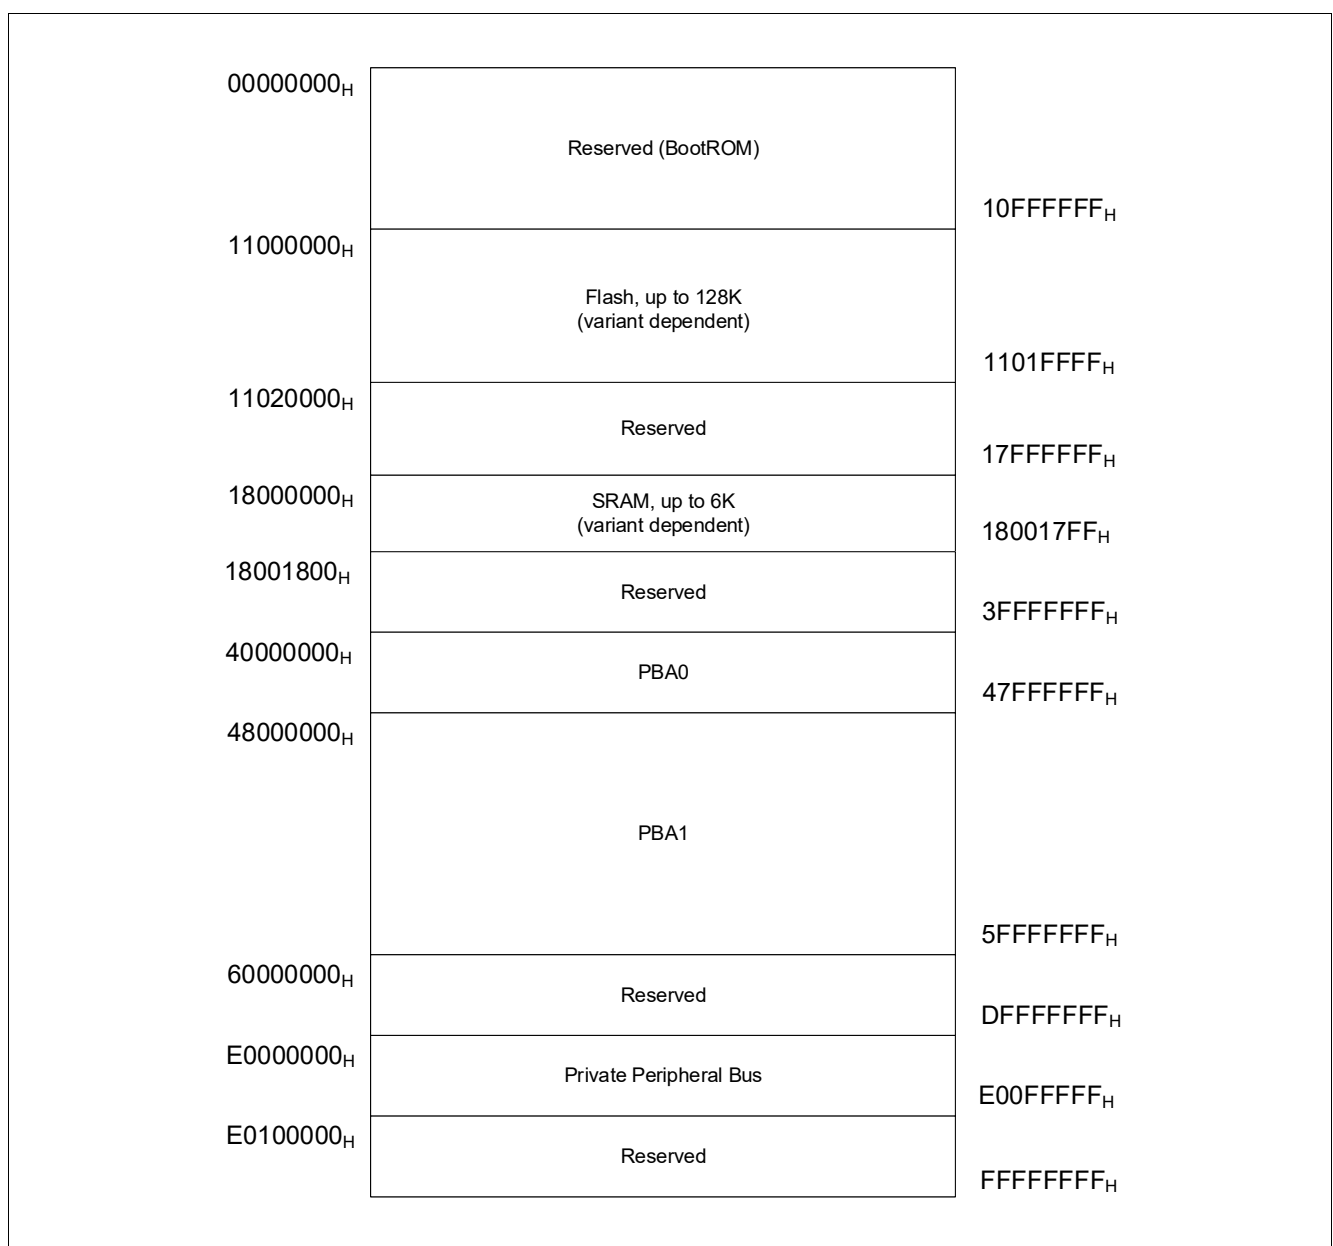 00000000H
Reserved (BootROM)
10FFFFFFH
11000000H
Flash, up to 128K
(variant dependent)
1101FFFFH
11020000H
Reserved
17FFFFFFH
18000000H
SRAM, up to 6K
(variant dependent)
180017FFH
18001800H
Reserved
3FFFFFFFH
40000000H
PBA0
47FFFFFFH
48000000H
PBA1
5FFFFFFFH
60000000H
Reserved
DFFFFFFFH
E0000000H
Private Peripheral Bus
E00FFFFFH
E0100000H
Reserved
FFFFFFFFH